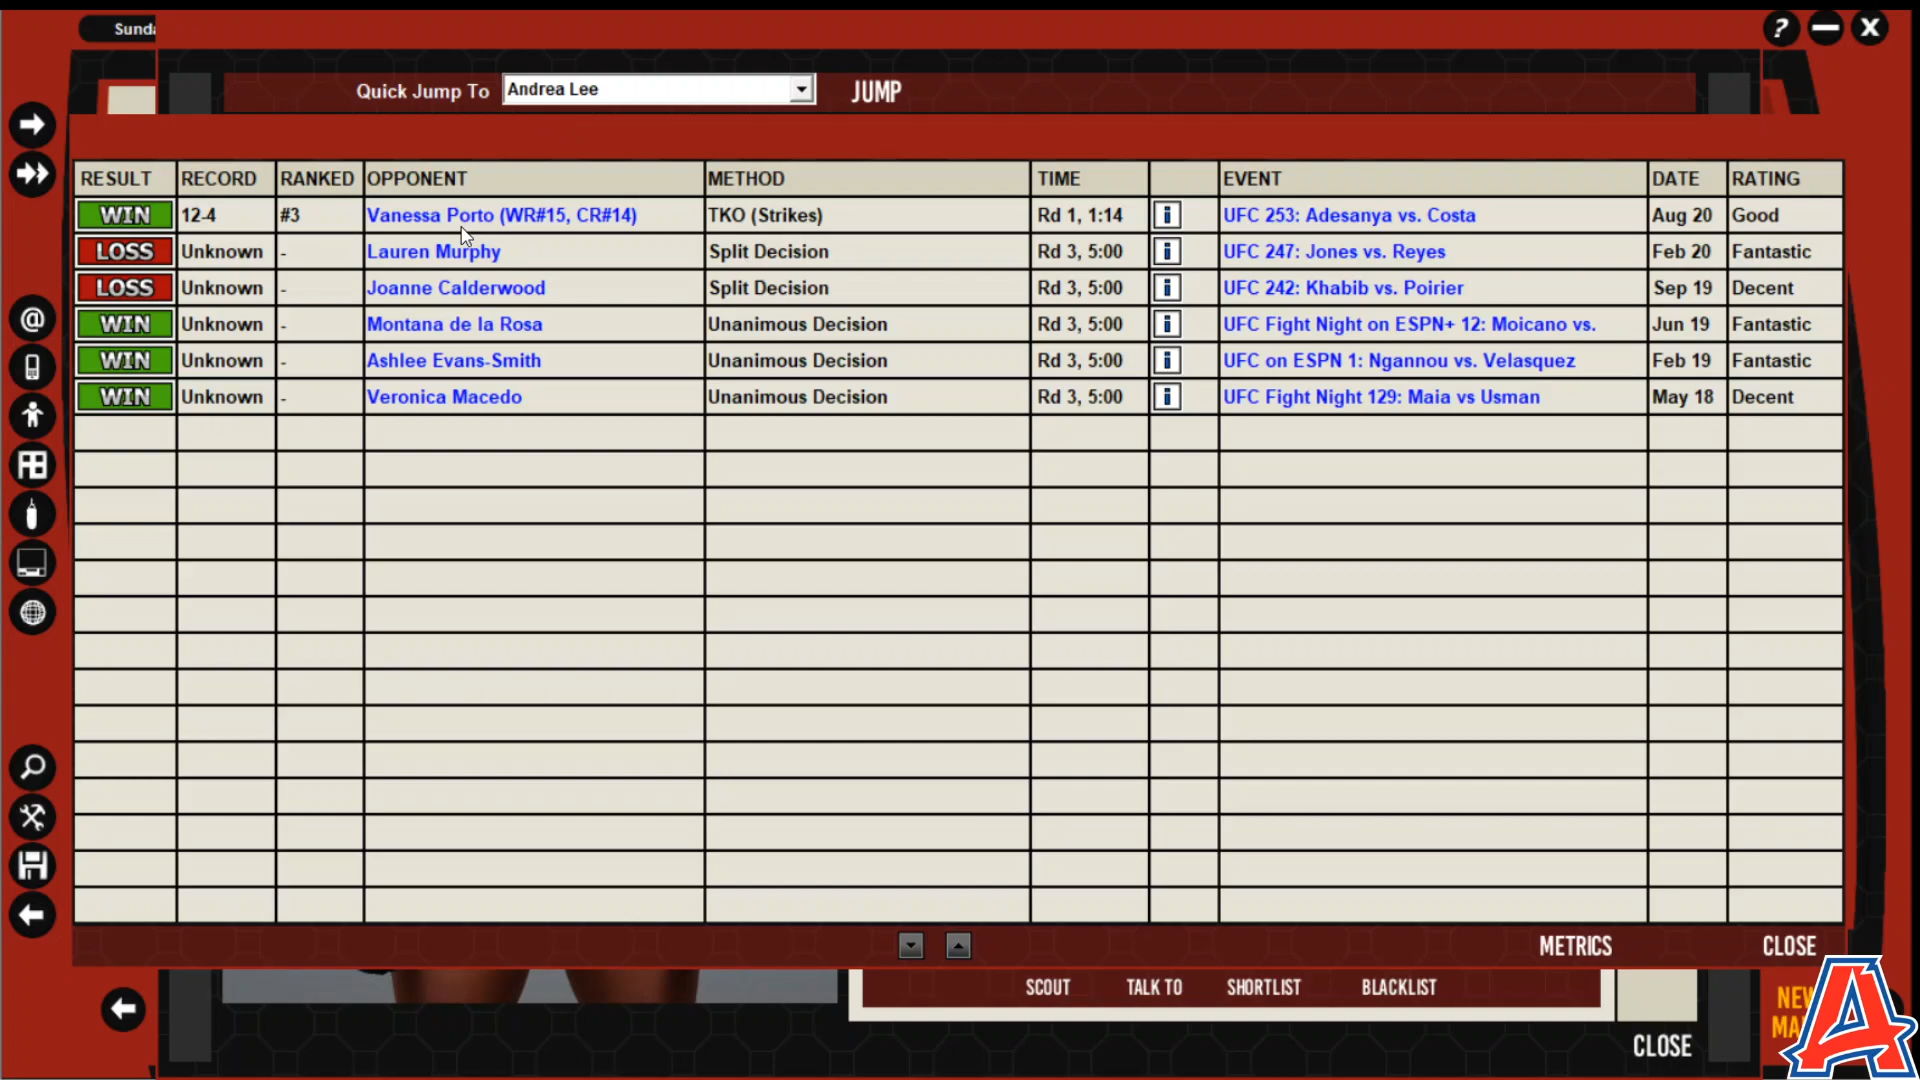 Sunda
?
X
Quick Jump To Andrea Lee JUMP
RESULT RECORD RANKED OPPONENT METHOD TIME EVENT DATE RATING
WIN 12-4 #3 Vanessa Porto (WR#15, CR#14) TKO (Strikes) Rd 1, 1:14 i UFC 253: Adesanya vs. Costa Aug 20 Good
LOSS Unknown - Lauren Murphy Split Decision Rd 3, 5:00 i UFC 247: Jones vs. Reyes Feb 20 Fantastic
LOSS Unknown - Joanne Calderwood Split Decision Rd 3, 5:00 i UFC 242: Khabib vs. Poirier Sep 19 Decent
WIN Unknown - Montana de la Rosa Unanimous Decision Rd 3, 5:00 i UFC Fight Night on ESPN+ 12: Moicano vs. Jun 19 Fantastic
WIN Unknown - Ashlee Evans-Smith Unanimous Decision Rd 3, 5:00 i UFC on ESPN 1: Ngannou vs. Velasquez Feb 19 Fantastic
WIN Unknown - Veronica Macedo Unanimous Decision Rd 3, 5:00 i UFC Fight Night 129: Maia vs Usman May 18 Decent
@
METRICS CLOSE
SCOUT TALK TO SHORTLIST BLACKLIST
NEW
MA
CLOSE
A